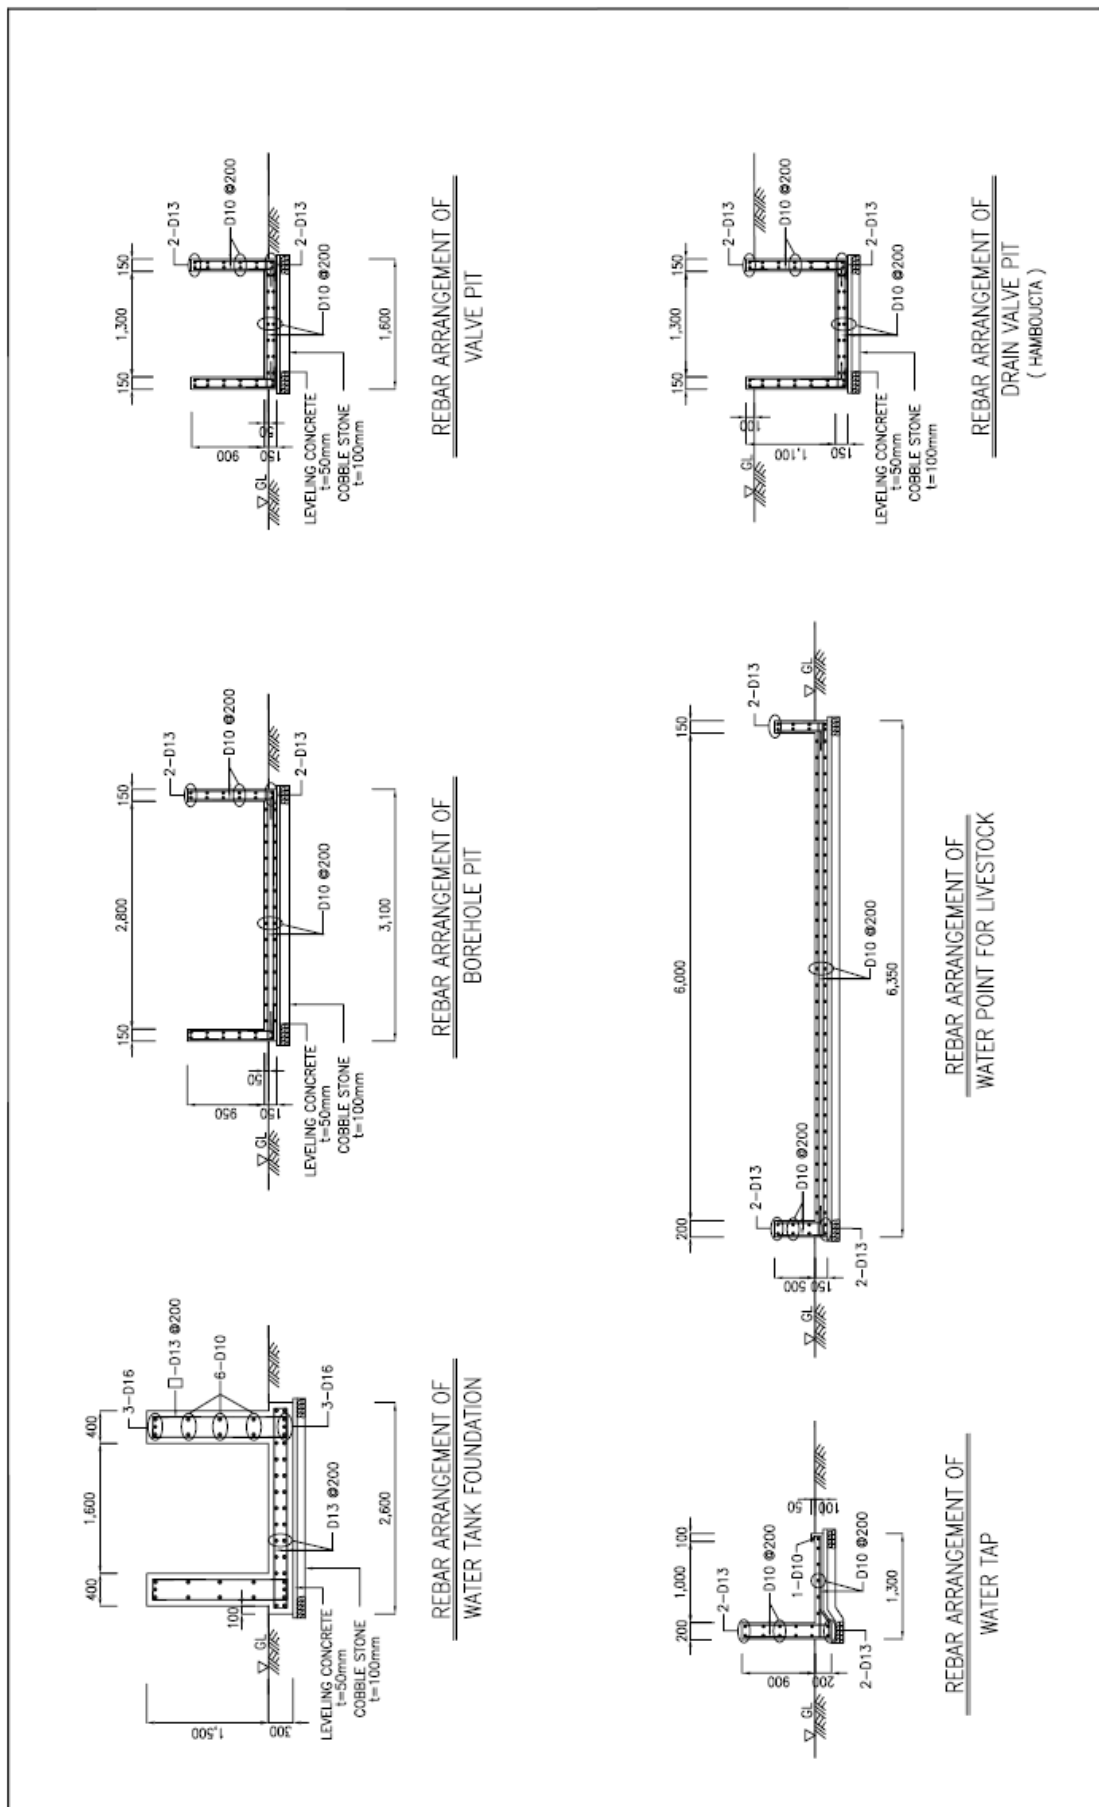 3-D16
□-D13 @200
6-D10
400
1,600
400
1,500
300
100
GL
D13 @200
3-D16
LEVELING CONCRETE
t=50mm
COBBLE STONE
t=100mm
2,600
REBAR ARRANGEMENT OF
WATER TANK FOUNDATION
150
2,800
150
2-D13
D10 @200
950
150
GL
2-D13
D10 @200
LEVELING CONCRETE
t=50mm
COBBLE STONE
t=100mm
3,100
REBAR ARRANGEMENT OF
BOREHOLE PIT
150
1,300
150
2-D13
D10 @200
900
150
50
GL
2-D13
D10 @200
LEVELING CONCRETE
t=50mm
COBBLE STONE
t=100mm
1,600
REBAR ARRANGEMENT OF
VALVE PIT
200
1,000
100
2-D13
D10 @200
1-D10
900
200
50
100
GL
D10 @200
2-D13
1,300
REBAR ARRANGEMENT OF
WATER TAP
200
6,000
150
2-D13
D10 @200
2-D13
500
150
GL
GL
2-D13
D10 @200
6,350
REBAR ARRANGEMENT OF
WATER POINT FOR LIVESTOCK
150
1,300
150
2-D13
D10 @200
100
1,100
150
GL
2-D13
D10 @200
LEVELING CONCRETE
t=50mm
COBBLE STONE
t=100mm
REBAR ARRANGEMENT OF
DRAIN VALVE PIT
( HAMBOUCTA )